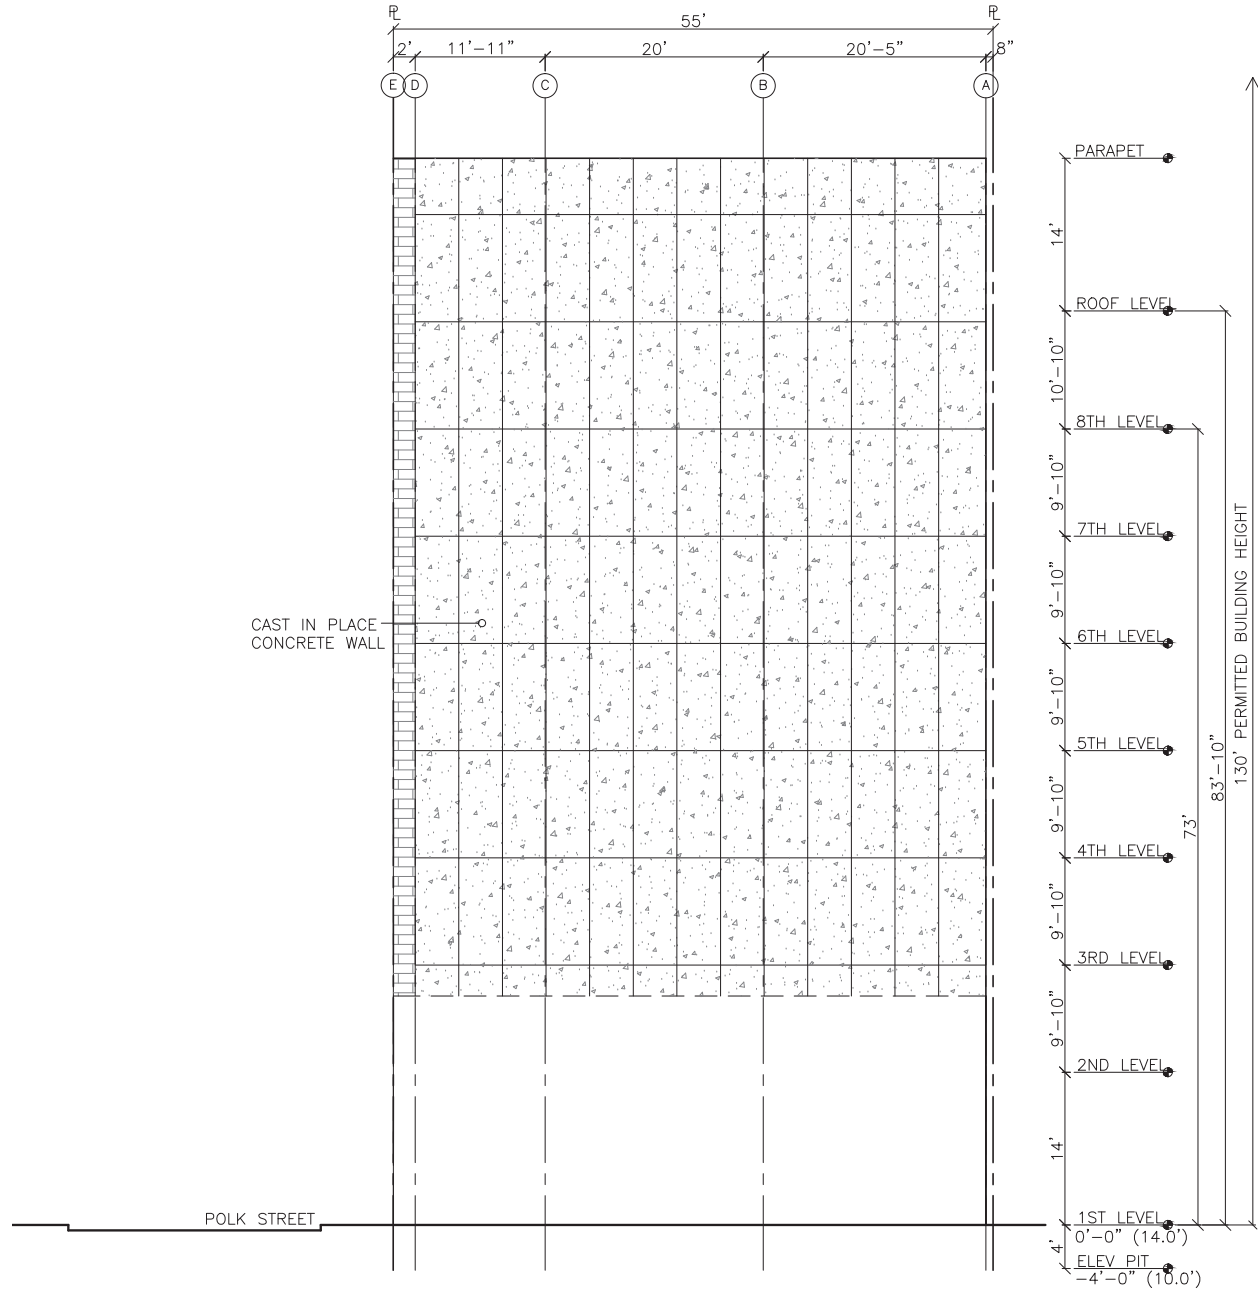 ℄ ℄
55'
2' 11'-11" 20' 20'-5" 8"
E D C B A
PARAPET
14'
ROOF LEVEL
10'-10"
8TH LEVEL
9'-10"
7TH LEVEL
9'-10"
6TH LEVEL
9'-10"
5TH LEVEL
9'-10"
4TH LEVEL
9'-10"
3RD LEVEL
9'-10"
2ND LEVEL
14'
1ST LEVEL
0'-0" (14.0')
4'
ELEV PIT
-4'-0" (10.0')
73'
83'-10"
130' PERMITTED BUILDING HEIGHT
CAST IN PLACE
CONCRETE WALL
POLK STREET